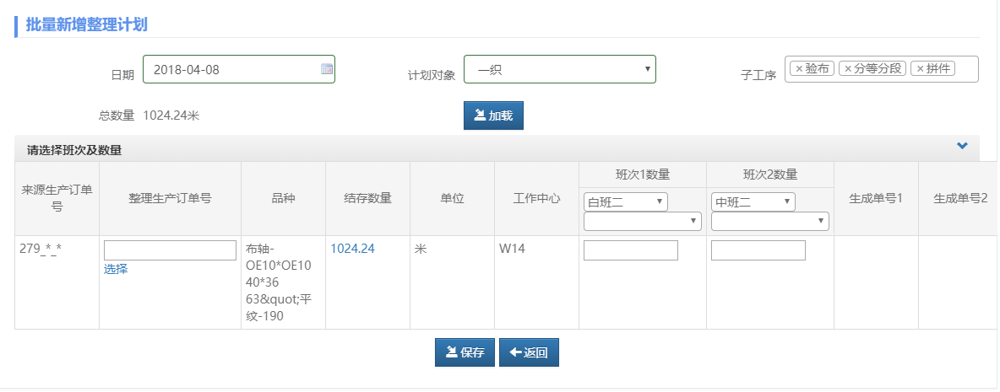 批量新增整理计划
日期 2018-04-08 计划对象 一织 子工序 ×验布 ×分等分段 ×拼件
总数量 1024.24米 加载
请选择班次及数量
来源生产订单号 整理生产订单号 品种 结存数量 单位 工作中心 班次1数量 班次2数量 生成单号1 生成单号2
白班二 中班二
279_*_* 布轴- 1024.24 米 W14
选择 OE10*OE10
40*36
63&quot;平
纹-190
保存 返回